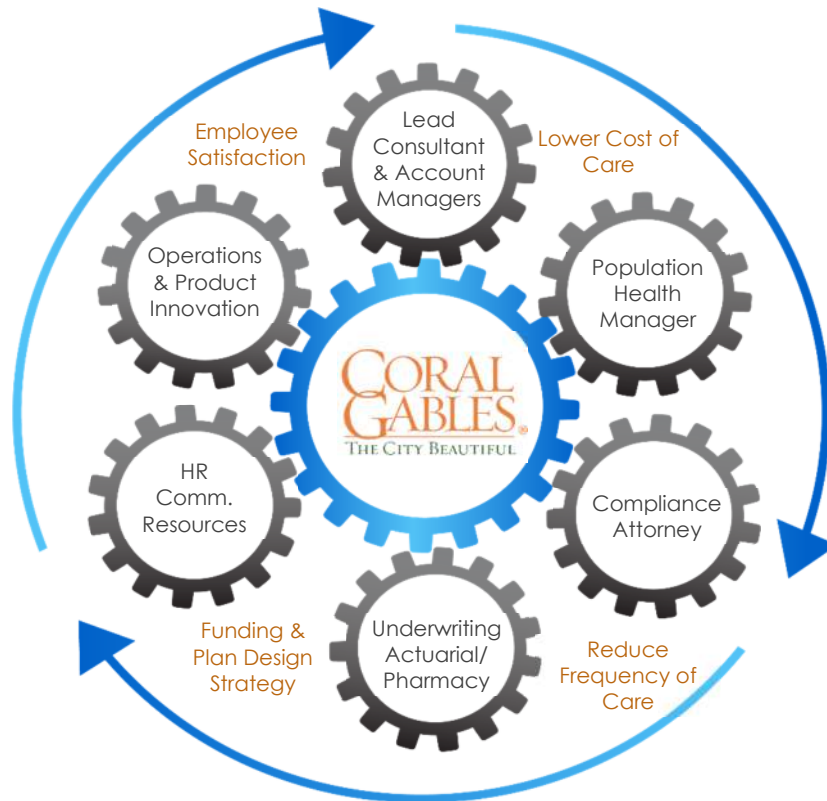 Lead
Consultant
& Account
Managers
Employee
Satisfaction
Lower Cost of
Care
Operations
& Product
Innovation
Population
Health
Manager
CORAL
GABLES®
THE CITY BEAUTIFUL
HR
Comm.
Resources
Compliance
Attorney
Funding &
Plan Design
Strategy
Underwriting
Actuarial/
Pharmacy
Reduce
Frequency of
Care